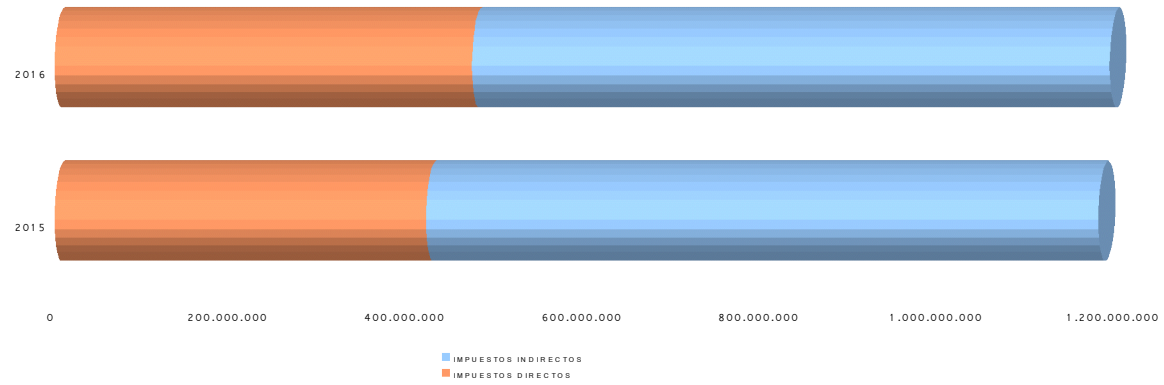 2016
2015
0 200.000.000 400.000.000 600.000.000 800.000.000 1.000.000.000 1.200.000.000
IMPUESTOS INDIRECTOS
IMPUESTOS DIRECTOS